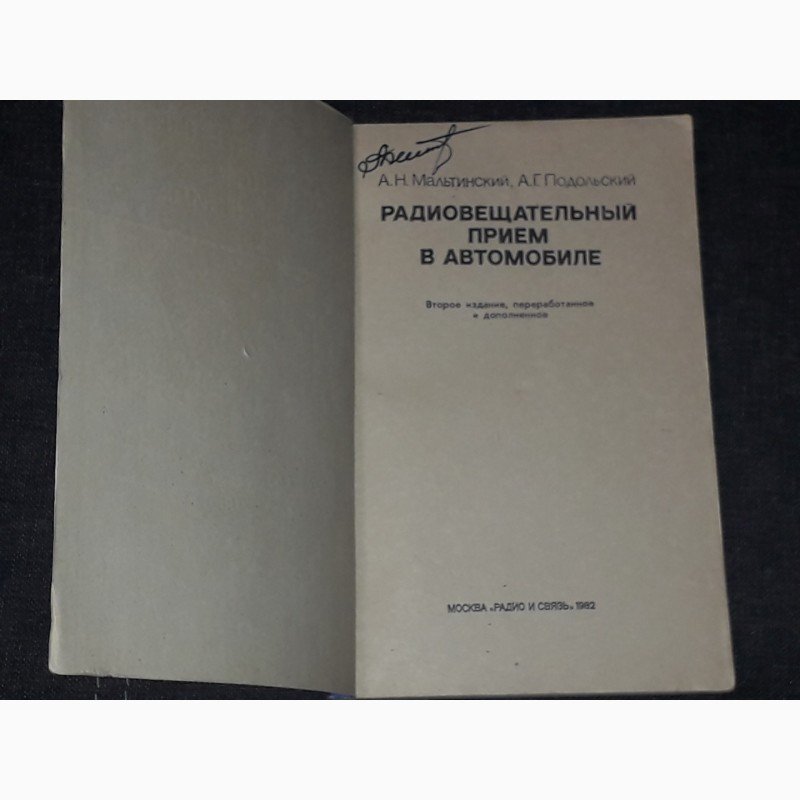 А.Н. Мальтинский, А.Г. Подольский
РАДИОВЕЩАТЕЛЬНЫЙ
ПРИЕМ
В АВТОМОБИЛЕ
Второе издание, переработанное
и дополненное
МОСКВА «РАДИО И СВЯЗЬ» 1982